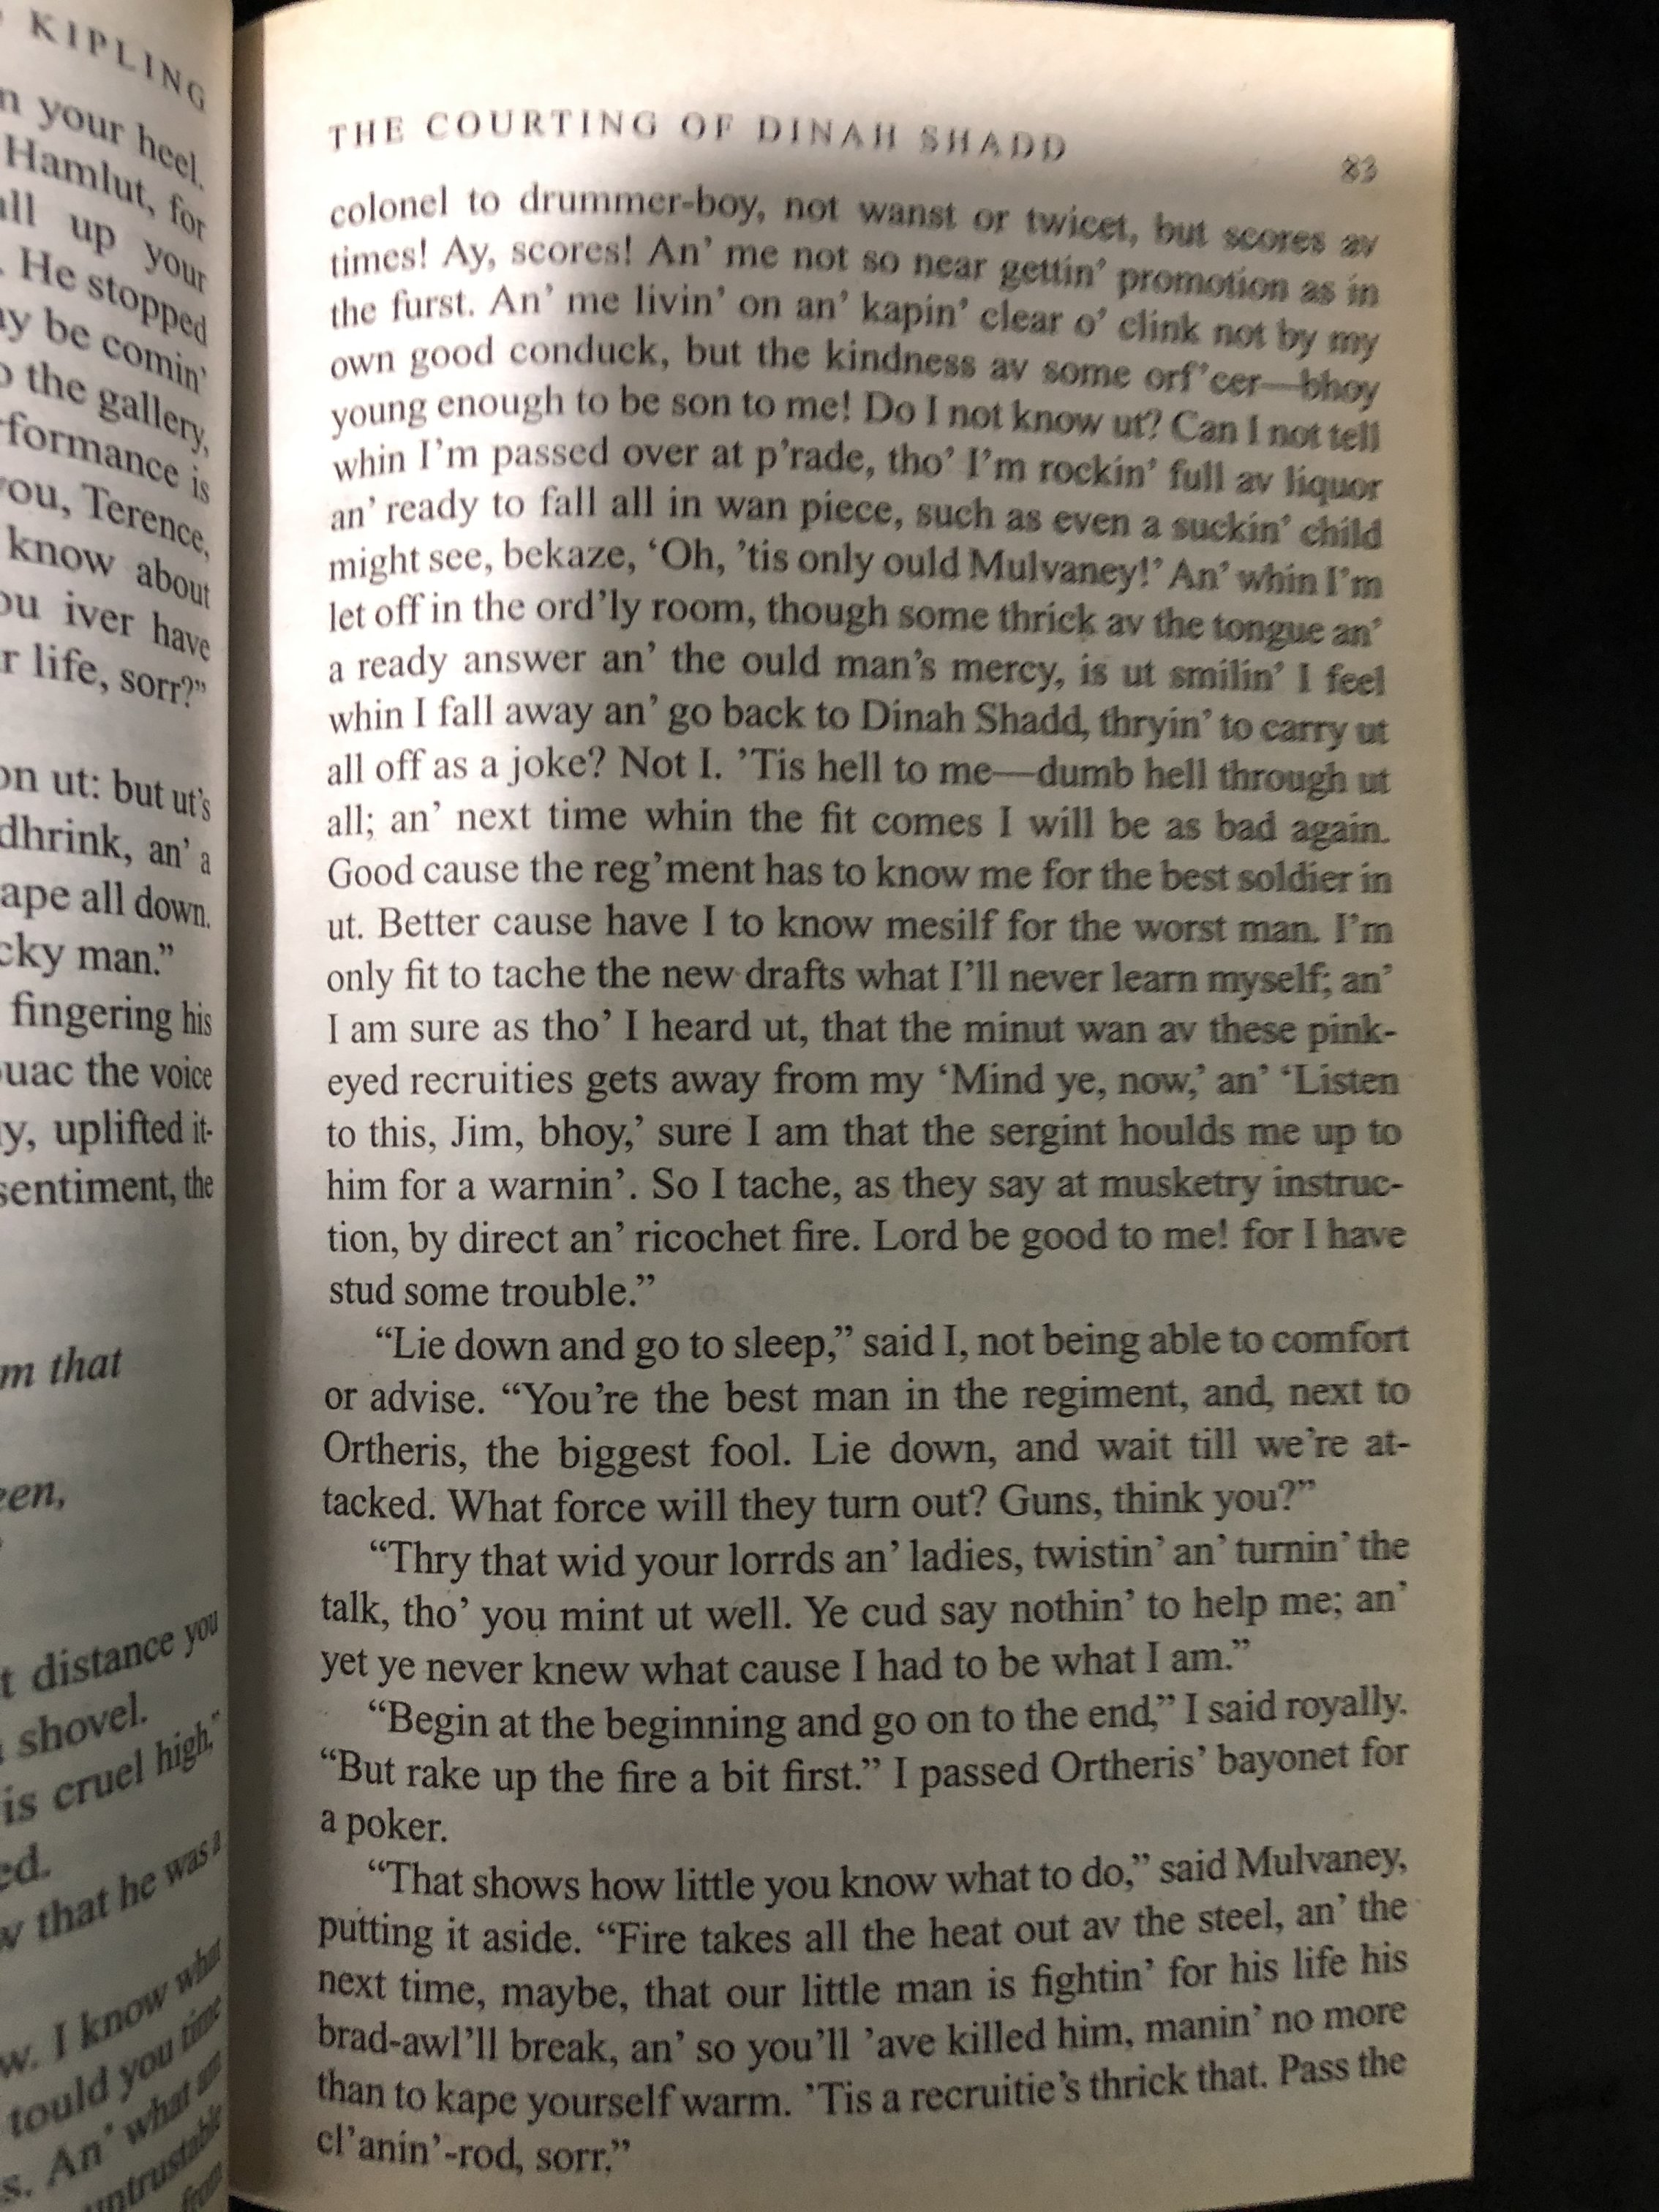 KIPLING
n your heel.
Hamlut, for
all up your
. He stopped
ay be comin'
o the gallery,
rformance is
you, Terence,
know about
ou iver have
r life, sorr?”
on ut: but ut's
dhrink, an' a
ape all down.
cky man.”
fingering his
ouac the voice
y, uplifted it-
sentiment, the
m that
een,
t distance you
shovel.
is cruel high,”
ed.
w that he was a
w. I know what
tould you time
s. An' what an
untrustable
from
THE COURTING OF DINAH SHADD 83
colonel to drummer-boy, not wanst or twicet, but scores av
times! Ay, scores! An' me not so near gettin' promotion as in
the furst. An' me livin' on an' kapin' clear o' clink not by my
own good conduck, but the kindness av some orf'cer—bhoy
young enough to be son to me! Do I not know ut? Can I not tell
whin I'm passed over at p'rade, tho' I'm rockin' full av liquor
an' ready to fall all in wan piece, such as even a suckin' child
might see, bekaze, ‘Oh, 'tis only ould Mulvaney!’ An' whin I'm
let off in the ord'ly room, though some thrick av the tongue an'
a ready answer an' the ould man's mercy, is ut smilin' I feel
whin I fall away an' go back to Dinah Shadd, thryin' to carry ut
all off as a joke? Not I. 'Tis hell to me—dumb hell through ut
all; an' next time whin the fit comes I will be as bad again.
Good cause the reg'ment has to know me for the best soldier in
ut. Better cause have I to know mesilf for the worst man. I'm
only fit to tache the new drafts what I'll never learn myself; an'
I am sure as tho' I heard ut, that the minut wan av these pink-
eyed recruities gets away from my ‘Mind ye, now,’ an' ‘Listen
to this, Jim, bhoy,’ sure I am that the sergint houlds me up to
him for a warnin'. So I tache, as they say at musketry instruc-
tion, by direct an' ricochet fire. Lord be good to me! for I have
stud some trouble.”
“Lie down and go to sleep,” said I, not being able to comfort
or advise. “You're the best man in the regiment, and, next to
Ortheris, the biggest fool. Lie down, and wait till we're at-
tacked. What force will they turn out? Guns, think you?”
“Thry that wid your lorrds an' ladies, twistin' an' turnin' the
talk, tho' you mint ut well. Ye cud say nothin' to help me; an'
yet ye never knew what cause I had to be what I am.”
“Begin at the beginning and go on to the end,” I said royally.
“But rake up the fire a bit first.” I passed Ortheris' bayonet for
a poker.
“That shows how little you know what to do,” said Mulvaney,
putting it aside. “Fire takes all the heat out av the steel, an' the
next time, maybe, that our little man is fightin' for his life his
brad-awl'll break, an' so you'll 'ave killed him, manin' no more
than to kape yourself warm. 'Tis a recruitie's thrick that. Pass the
cl'anin'-rod, sorr.”